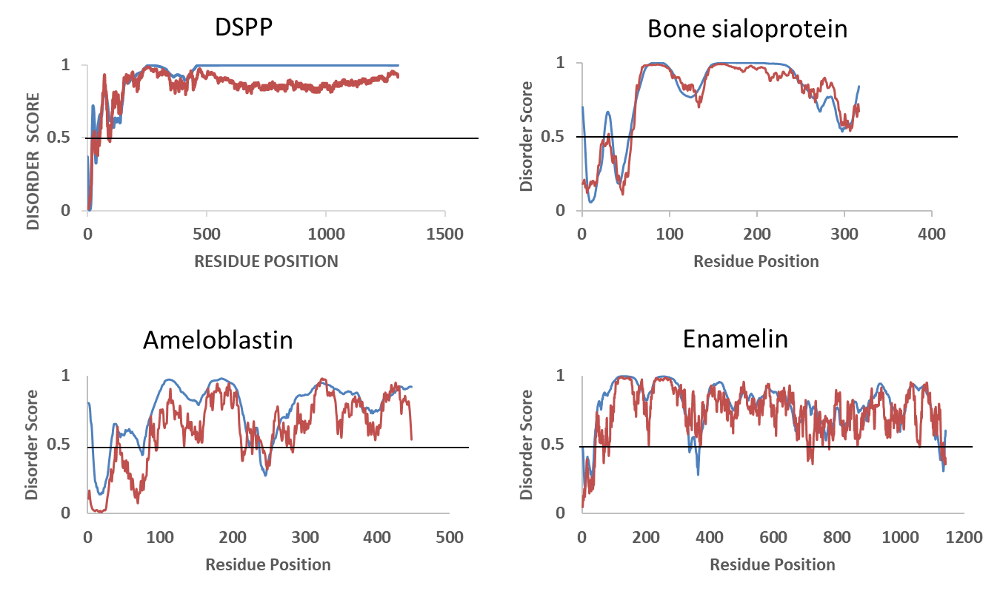 DSPP
1
0.5
0
DISORDER SCORE
0 500 1000 1500
RESIDUE POSITION
Bone sialoprotein
1
0.5
0
Disorder Score
0 100 200 300 400
Residue Position
Ameloblastin
1
0.5
0
Disorder Score
0 100 200 300 400 500
Residue Position
Enamelin
1
0.5
0
Disorder Score
0 200 400 600 800 1000 1200
Residue Position